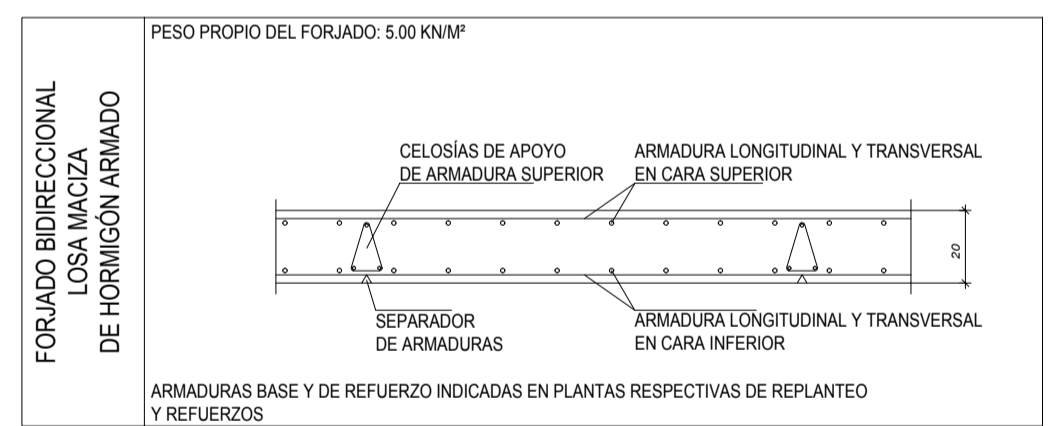 FORJADO BIDIRECCIONAL
LOSA MACIZA
DE HORMIGÓN ARMADO
PESO PROPIO DEL FORJADO: 5.00 KN/M²
CELOSÍAS DE APOYO
DE ARMADURA SUPERIOR
ARMADURA LONGITUDINAL Y TRANSVERSAL
EN CARA SUPERIOR
20
SEPARADOR
DE ARMADURAS
ARMADURA LONGITUDINAL Y TRANSVERSAL
EN CARA INFERIOR
ARMADURAS BASE Y DE REFUERZO INDICADAS EN PLANTAS RESPECTIVAS DE REPLANTEO
Y REFUERZOS